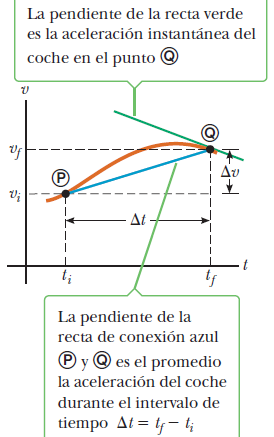 La pendiente de la recta verde
es la aceleración instantánea del
coche en el punto Ⓠ
v
Ⓠ
v_f
Δv
Ⓟ
v_i
Δt
t
t_i
t_f
La pendiente de la
recta de conexión azul
Ⓟ y Ⓠ es el promedio
la aceleración del coche
durante el intervalo de
tiempo Δt = t_f − t_i